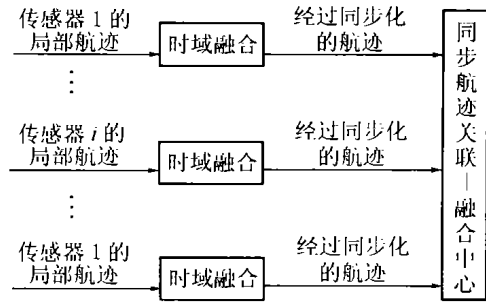 传感器1的
局部航迹
时域融合
经过同步化
的航迹
⋮
传感器i的
局部航迹
时域融合
经过同步化
的航迹
⋮
传感器1的
局部航迹
时域融合
经过同步化
的航迹
同步航迹关联—融合中心